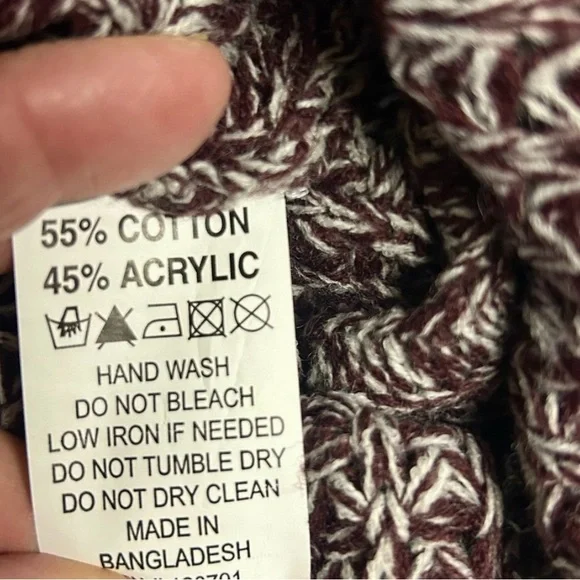 55% COTTON
45% ACRYLIC
HAND WASH
DO NOT BLEACH
LOW IRON IF NEEDED
DO NOT TUMBLE DRY
DO NOT DRY CLEAN
MADE IN
BANGLADESH